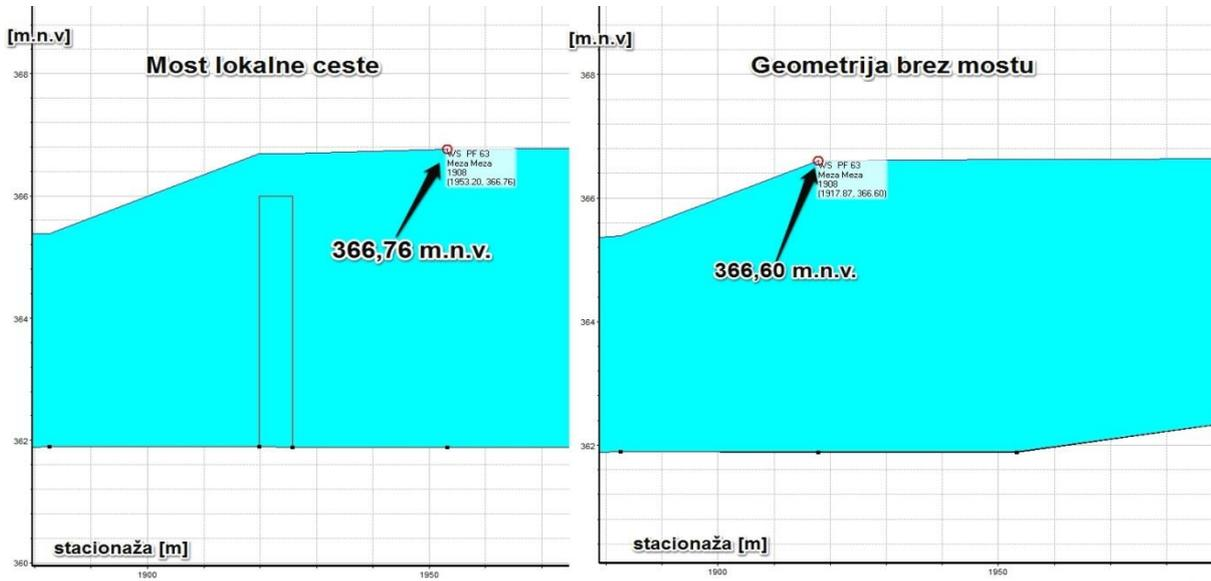 [m.n.v]
Most lokalne ceste
368
366
364
362
360
WS PF 63
Meza Meza
1908
(1953.20, 366.76)
366,76 m.n.v.
stacionaža [m]
1900
1950
[m.n.v]
Geometrija brez mostu
368
366
364
362
WS PF 63
Meza Meza
1908
(1917.87, 366.60)
366,60 m.n.v.
stacionaža [m]
1900
1950